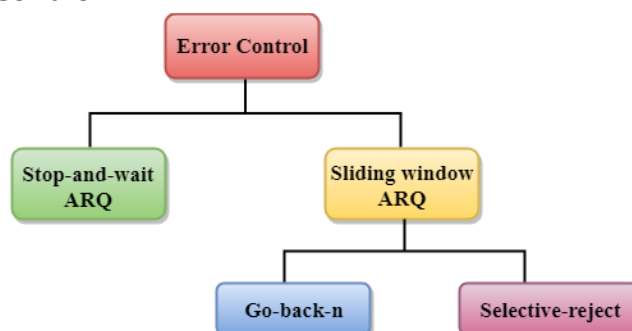 Error Control
Stop-and-wait
ARQ
Sliding window
ARQ
Go-back-n
Selective-reject